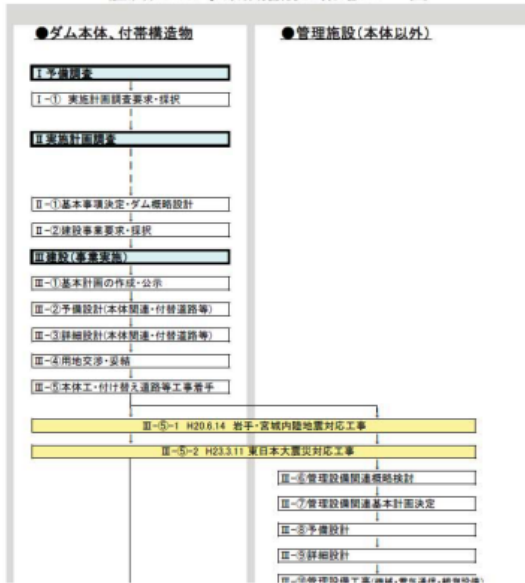 ●ダム本体、付帯構造物
●管理施設(本体以外)
Ⅰ予備調査
Ⅰ-① 実施計画調査要求・採択
Ⅱ実施計画調査
Ⅱ-①基本事項決定・ダム概略設計
Ⅱ-②建設事業要求・採択
Ⅲ建設(事業実施)
Ⅲ-①基本計画の作成・公示
Ⅲ-②予備設計(本体関連・付替道路等)
Ⅲ-③詳細設計(本体関連・付替道路等)
Ⅲ-④用地交渉・妥結
Ⅲ-⑤本体工・付け替え道路等工事着手
Ⅲ-⑤-1 H20.6.14 岩手・宮城内陸地震対応工事
Ⅲ-⑤-2 H23.3.11 東日本大震災対応工事
Ⅲ-⑥管理設備関連概略検討
Ⅲ-⑦管理設備関連基本計画決定
Ⅲ-⑧予備設計
Ⅲ-⑨詳細設計
Ⅲ-⑩管理設備工事